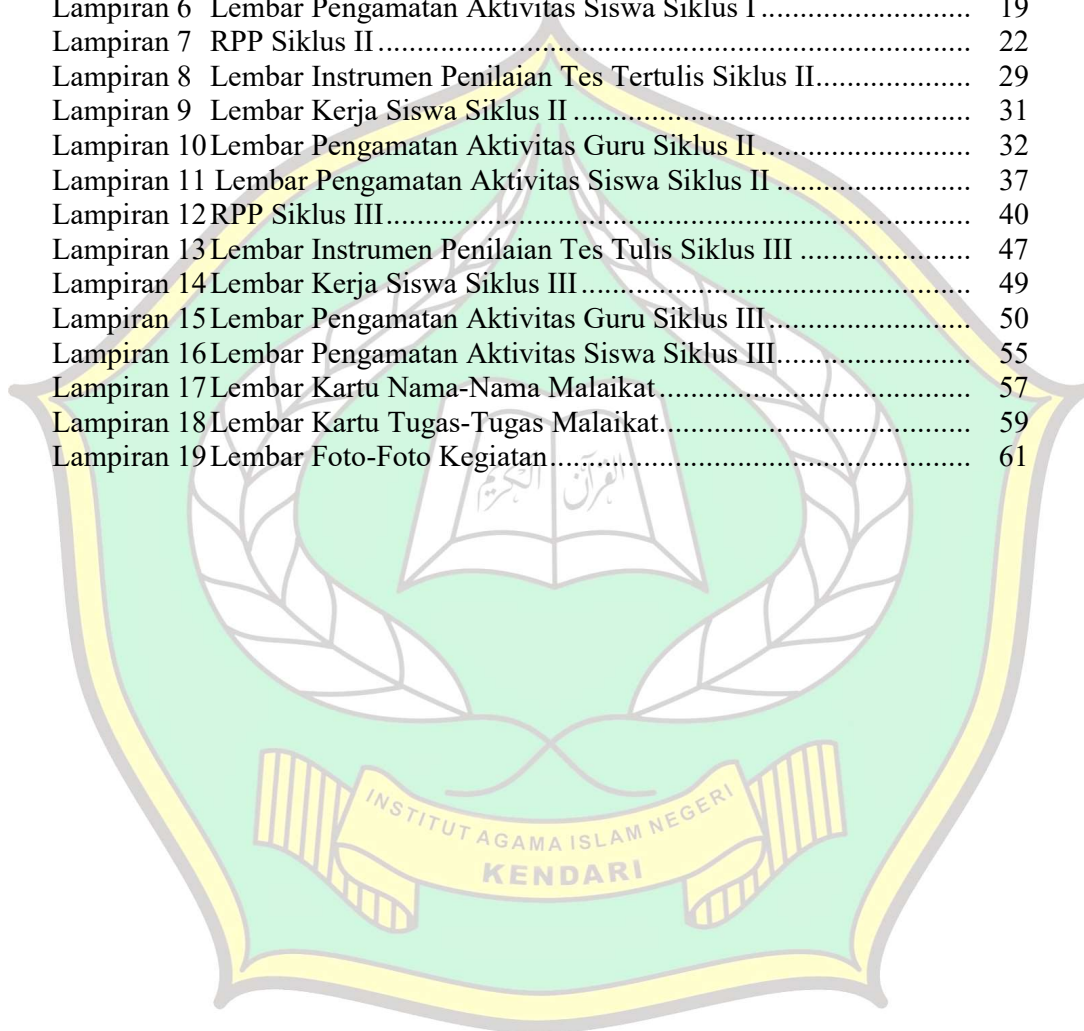 Lampiran 6 Lembar Pengamatan Aktivitas Siswa Siklus I ........................ 19
Lampiran 7 RPP Siklus II ........................ 22
Lampiran 8 Lembar Instrumen Penilaian Tes Tertulis Siklus II ........................ 29
Lampiran 9 Lembar Kerja Siswa Siklus II ........................ 31
Lampiran 10 Lembar Pengamatan Aktivitas Guru Siklus II ........................ 32
Lampiran 11 Lembar Pengamatan Aktivitas Siswa Siklus II ........................ 37
Lampiran 12 RPP Siklus III ........................ 40
Lampiran 13 Lembar Instrumen Penilaian Tes Tulis Siklus III ........................ 47
Lampiran 14 Lembar Kerja Siswa Siklus III ........................ 49
Lampiran 15 Lembar Pengamatan Aktivitas Guru Siklus III ........................ 50
Lampiran 16 Lembar Pengamatan Aktivitas Siswa Siklus III ........................ 55
Lampiran 17 Lembar Kartu Nama-Nama Malaikat ........................ 57
Lampiran 18 Lembar Kartu Tugas-Tugas Malaikat ........................ 59
Lampiran 19 Lembar Foto-Foto Kegiatan ........................ 61
القرآن الكريم
INSTITUT AGAMA ISLAM NEGERI
KENDARI